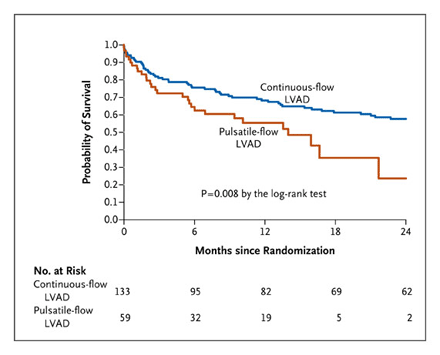 1.0
0.9
0.8
0.7
0.6
0.5
0.4
0.3
0.2
0.1
0.0
Probability of Survival
Continuous-flow
LVAD
Pulsatile-flow
LVAD
P=0.008 by the log-rank test
0 6 12 18 24
Months since Randomization
No. at Risk
Continuous-flow
LVAD
133 95 82 69 62
Pulsatile-flow
LVAD
59 32 19 5 2